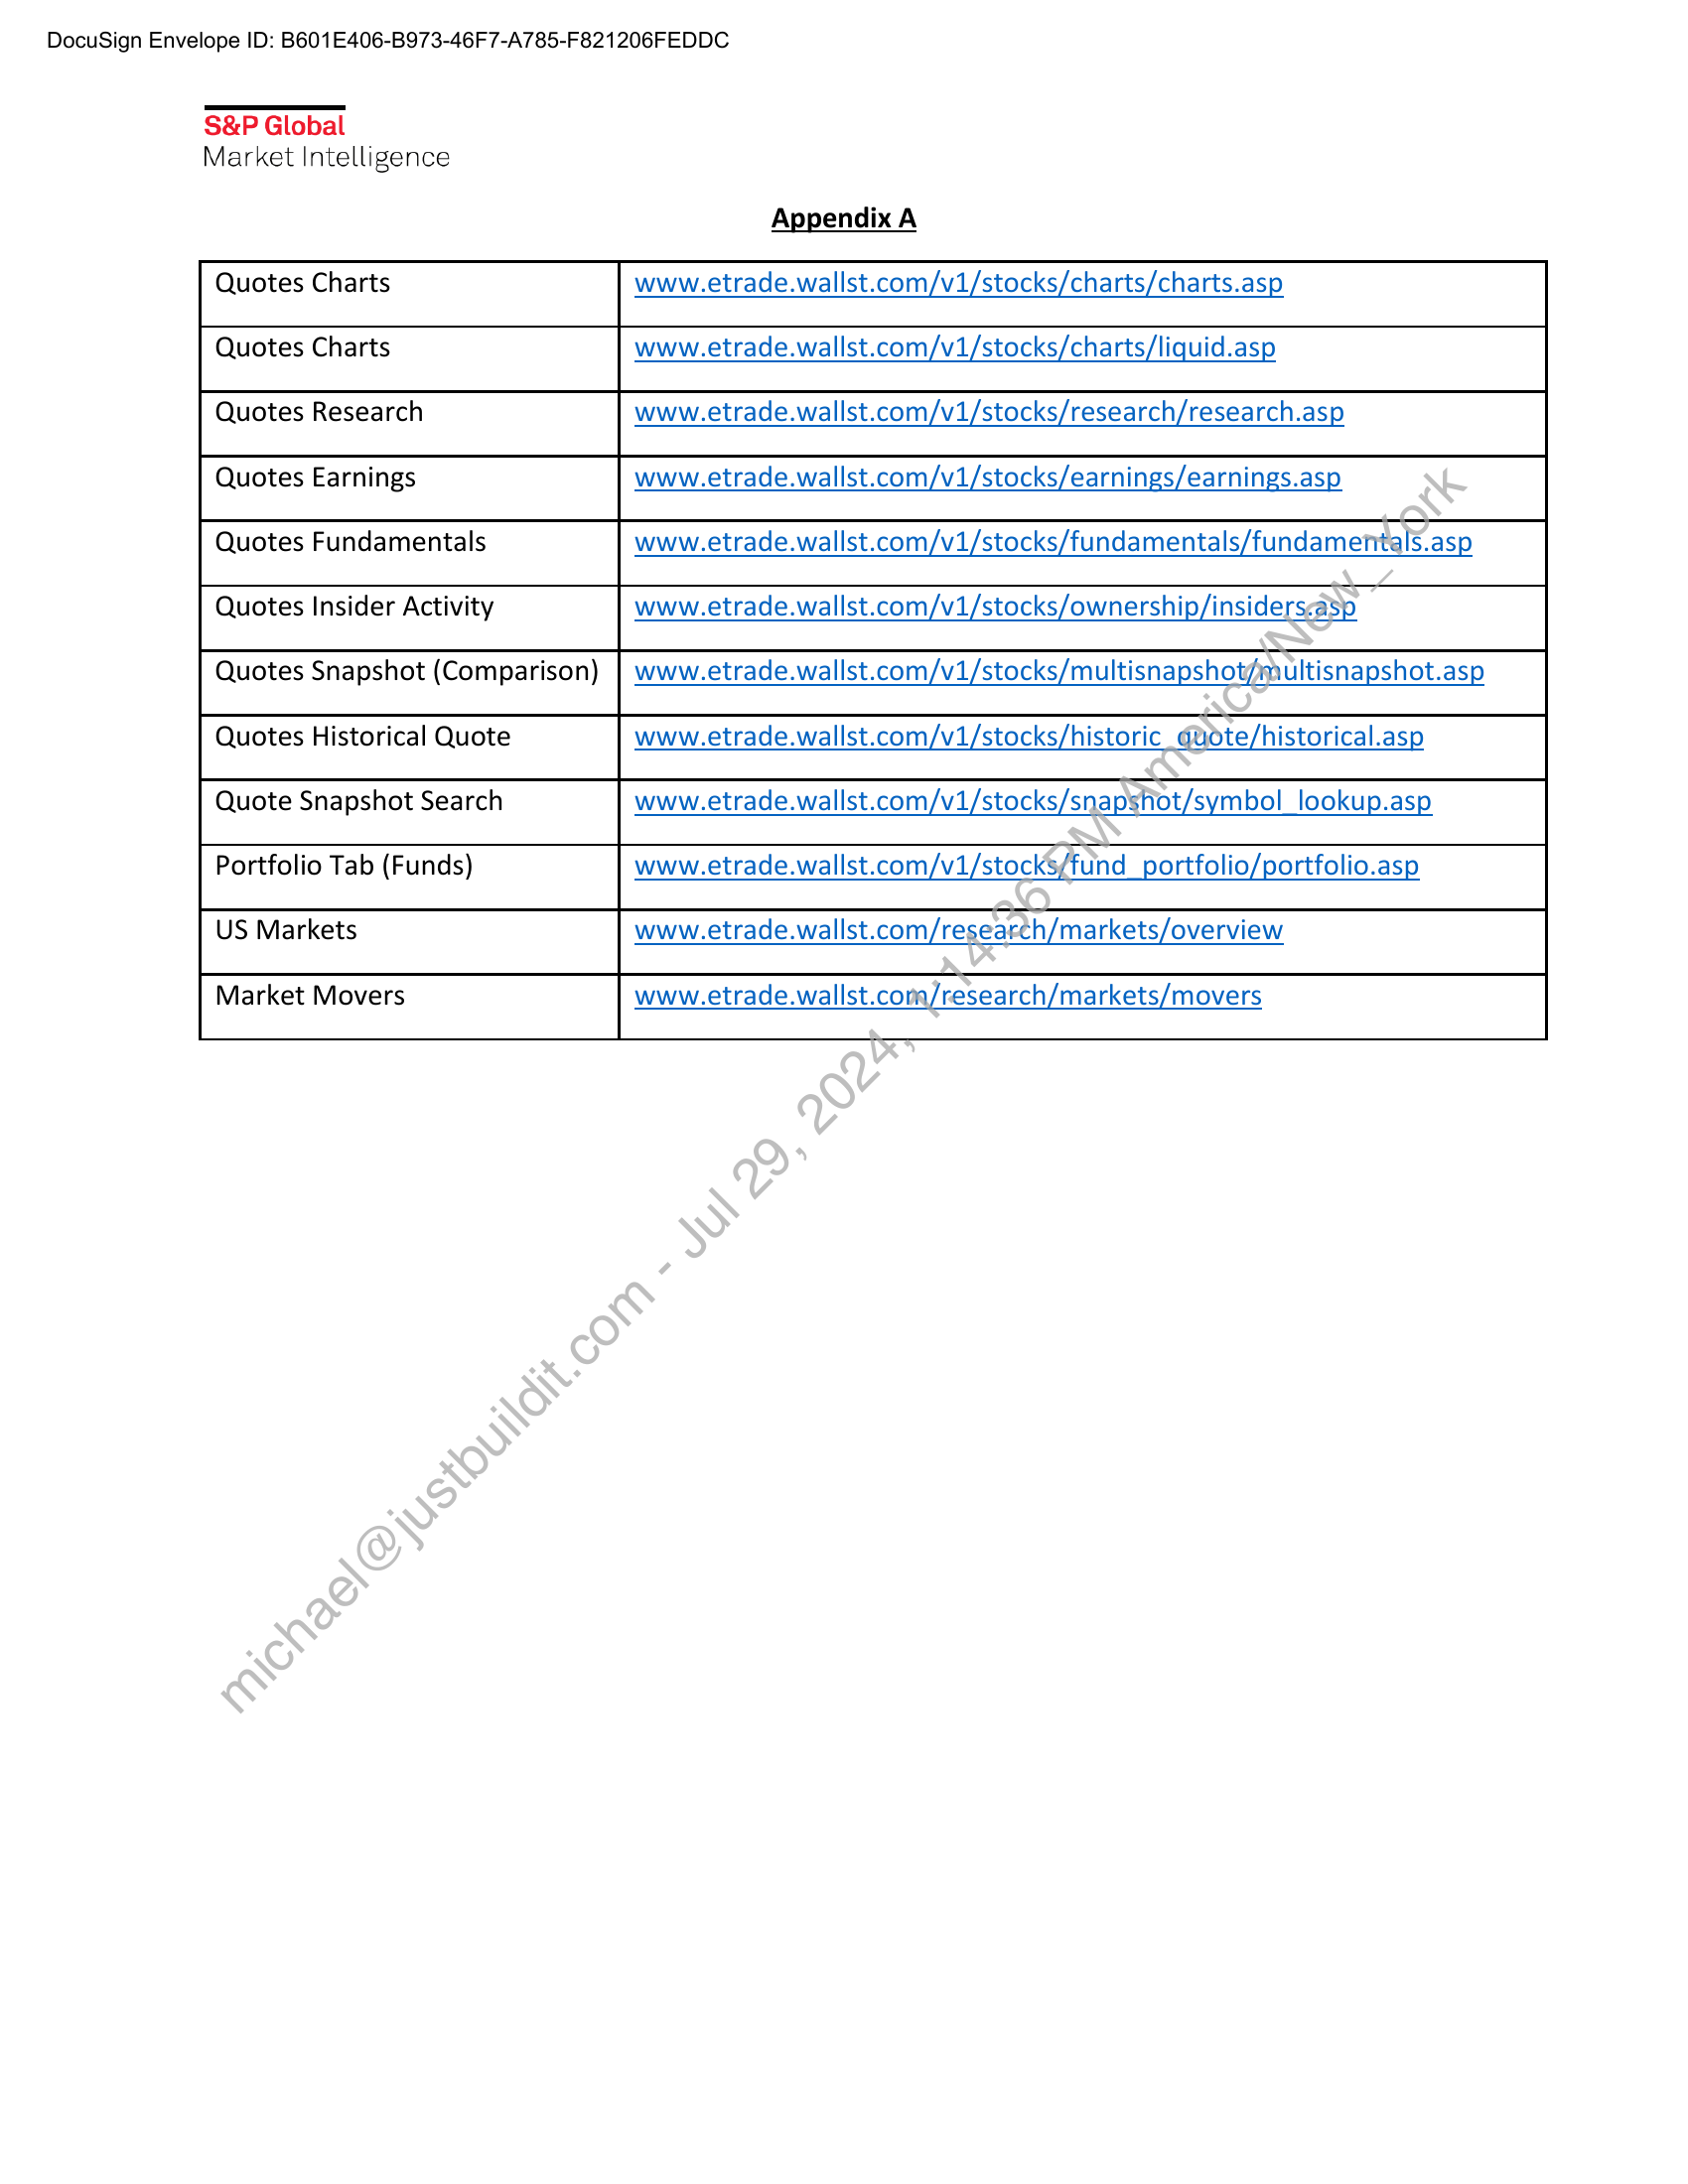 DocuSign Envelope ID: B601E406-B973-46F7-A785-F821206FEDDC
S&P Global
Market Intelligence
Appendix A
Quotes Charts www.etrade.wallst.com/v1/stocks/charts/charts.asp
Quotes Charts www.etrade.wallst.com/v1/stocks/charts/liquid.asp
Quotes Research www.etrade.wallst.com/v1/stocks/research/research.asp
Quotes Earnings www.etrade.wallst.com/v1/stocks/earnings/earnings.asp
Quotes Fundamentals www.etrade.wallst.com/v1/stocks/fundamentals/fundamentals.asp
Quotes Insider Activity www.etrade.wallst.com/v1/stocks/ownership/insiders.asp
Quotes Snapshot (Comparison) www.etrade.wallst.com/v1/stocks/multisnapshot/multisnapshot.asp
Quotes Historical Quote www.etrade.wallst.com/v1/stocks/historic_quote/historical.asp
Quote Snapshot Search www.etrade.wallst.com/v1/stocks/snapshot/symbol_lookup.asp
Portfolio Tab (Funds) www.etrade.wallst.com/v1/stocks/fund_portfolio/portfolio.asp
US Markets www.etrade.wallst.com/research/markets/overview
Market Movers www.etrade.wallst.com/research/markets/movers
michael@justbuildit.com - Jul 29, 2024, 1:14:36 PM America/New_York